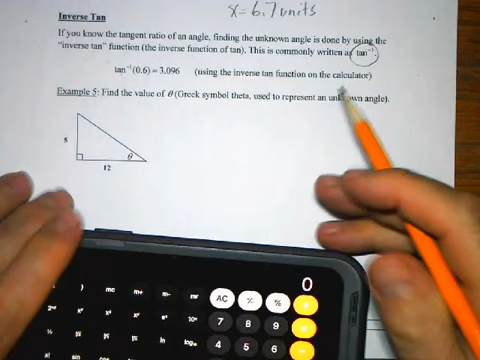 x = 6.7 units
Inverse Tan
If you know the tangent ratio of an angle, finding the unknown angle is done by using the
"inverse tan" function (the inverse function of tan). This is commonly written as tan⁻¹.
tan⁻¹(0.6) = 3.096 (using the inverse tan function on the calculator)
Example 5: Find the value of θ (Greek symbol theta, used to represent an unknown angle).
5
θ
12
0
) mc m+ m- mr AC % 
7 8 9
4 5 6